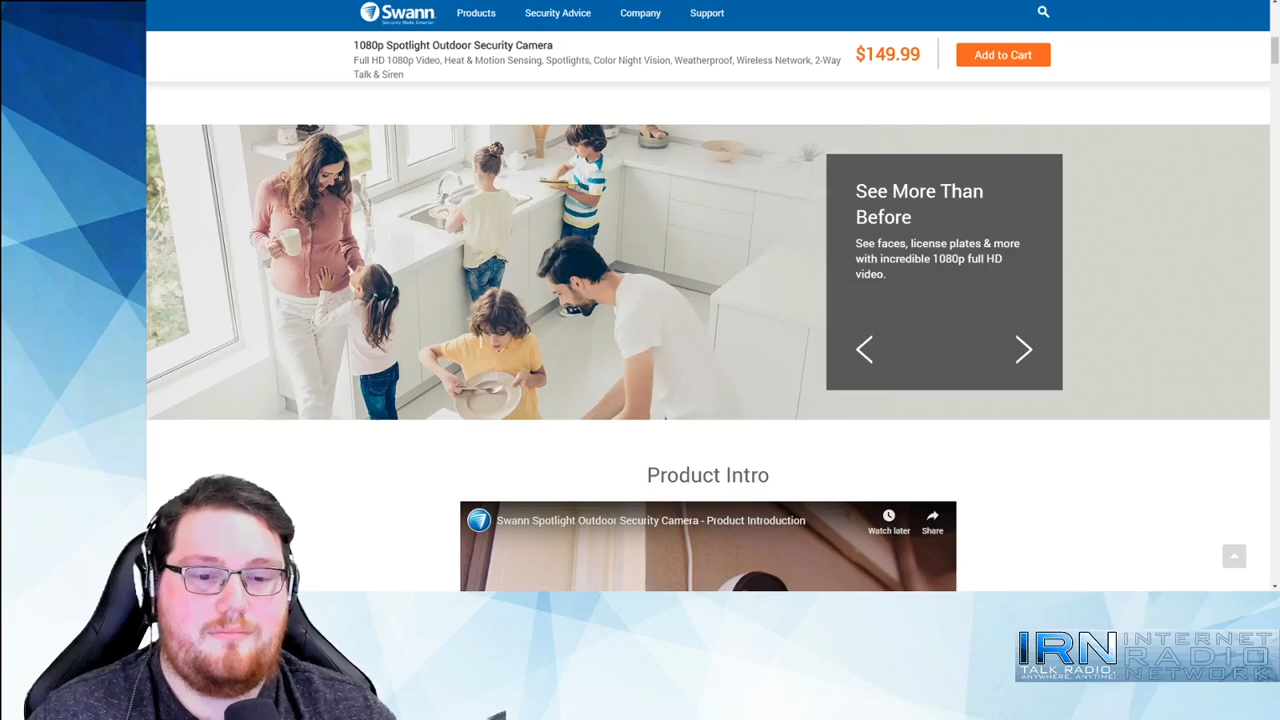 Swann
Security Made Smarter
Products
Security Advice
Company
Support
1080p Spotlight Outdoor Security Camera
Full HD 1080p Video, Heat & Motion Sensing, Spotlights, Color Night Vision, Weatherproof, Wireless Network, 2-Way
Talk & Siren
$149.99
Add to Cart
See More Than
Before
See faces, license plates & more
with incredible 1080p full HD
video.
Product Intro
Swann Spotlight Outdoor Security Camera - Product Introduction
Watch later
Share
IRN
TALK RADIO
ANYWHERE, ANYTIME!
INTERNET
RADIO
NETWORK